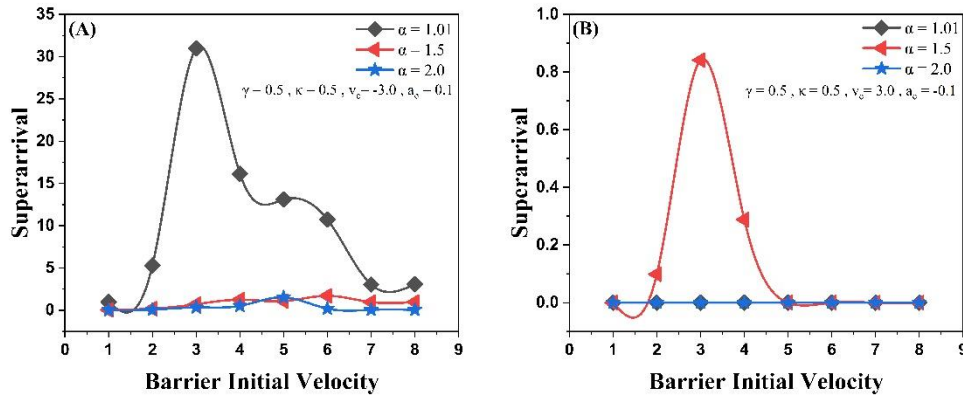 (A)
α = 1.01
α – 1.5
α = 2.0
γ – 0.5 , κ – 0.5 , vc– -3.0 , ac – 0.1
35
30
25
20
15
10
5
0
0 1 2 3 4 5 6 7 8 9
Superarrival
Barrier Initial Velocity
(B)
α = 1.01
α = 1.5
α = 2.0
γ = 0.5 , κ = 0.5 , vc= 3.0 , ac = -0.1
1.0
0.8
0.6
0.4
0.2
0.0
0 1 2 3 4 5 6 7 8 9
Superarrival
Barrier Initial Velocity